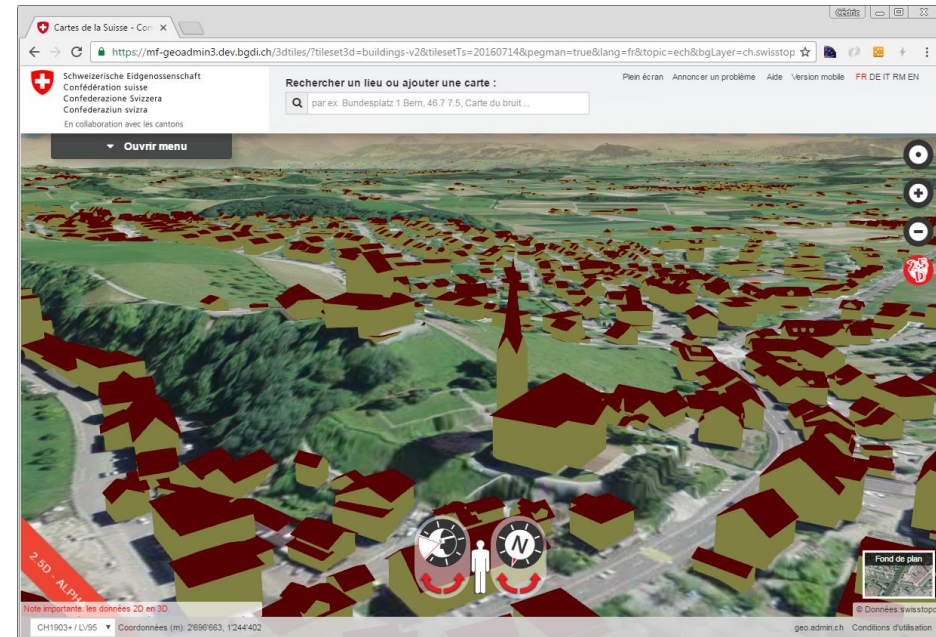 Cédric
Cartes de la Suisse - Con
https://mf-geoadmin3.dev.bgdi.ch/3dtiles/?tileset3d=buildings-v2&tilesetTs=20160714&pegman=true&lang=fr&topic=ech&bgLayer=ch.swisstop
Schweizerische Eidgenossenschaft
Confédération suisse
Confederazione Svizzera
Confederaziun svizra
En collaboration avec les cantons
Rechercher un lieu ou ajouter une carte :
par ex. Bundesplatz 1 Bern, 46.7 7.5, Carte du bruit ...
Plein écran Annoncer un problème Aide Version mobile FR DE IT RM EN
Ouvrir menu
N
2.5D - ALPH
Fond de plan
Note importante: les données 2D en 3D.
© Données:swisstopo
CH1903+ / LV95 Coordonnées (m): 2'696'663, 1'244'402
geo.admin.ch Conditions d'utilisation